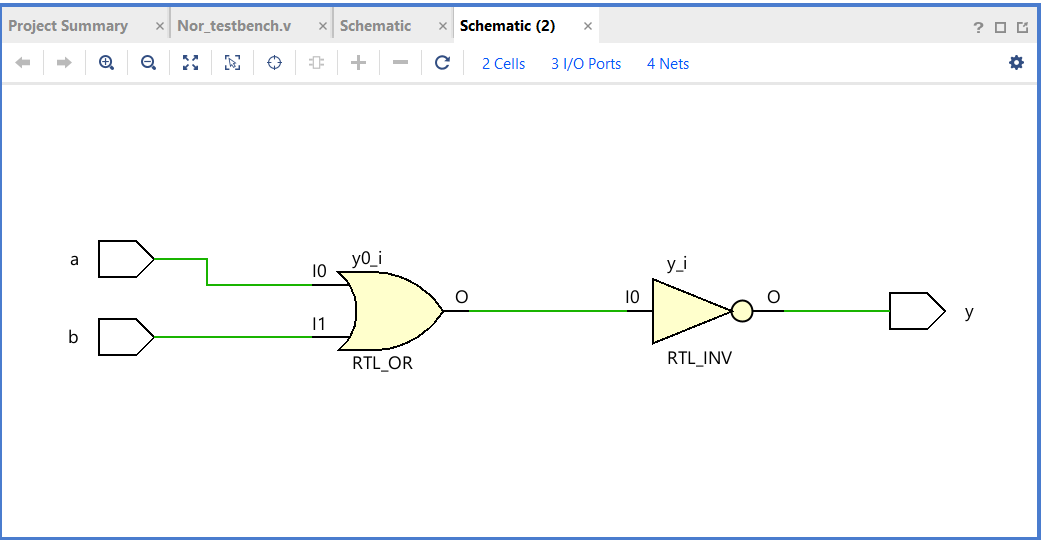 Project Summary × Nor_testbench.v × Schematic × Schematic (2) × ?
2 Cells 3 I/O Ports 4 Nets
a
b
I0
I1
y0_i
RTL_OR
O
I0
y_i
RTL_INV
O
y